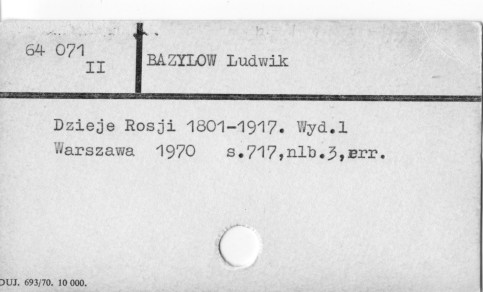 64 071
II
BAZYLOW Ludwik
Dzieje Rosji 1801-1917. Wyd.1
Warszawa 1970 s.717,nlb.3,err.
DUJ. 693/70. 10 000.